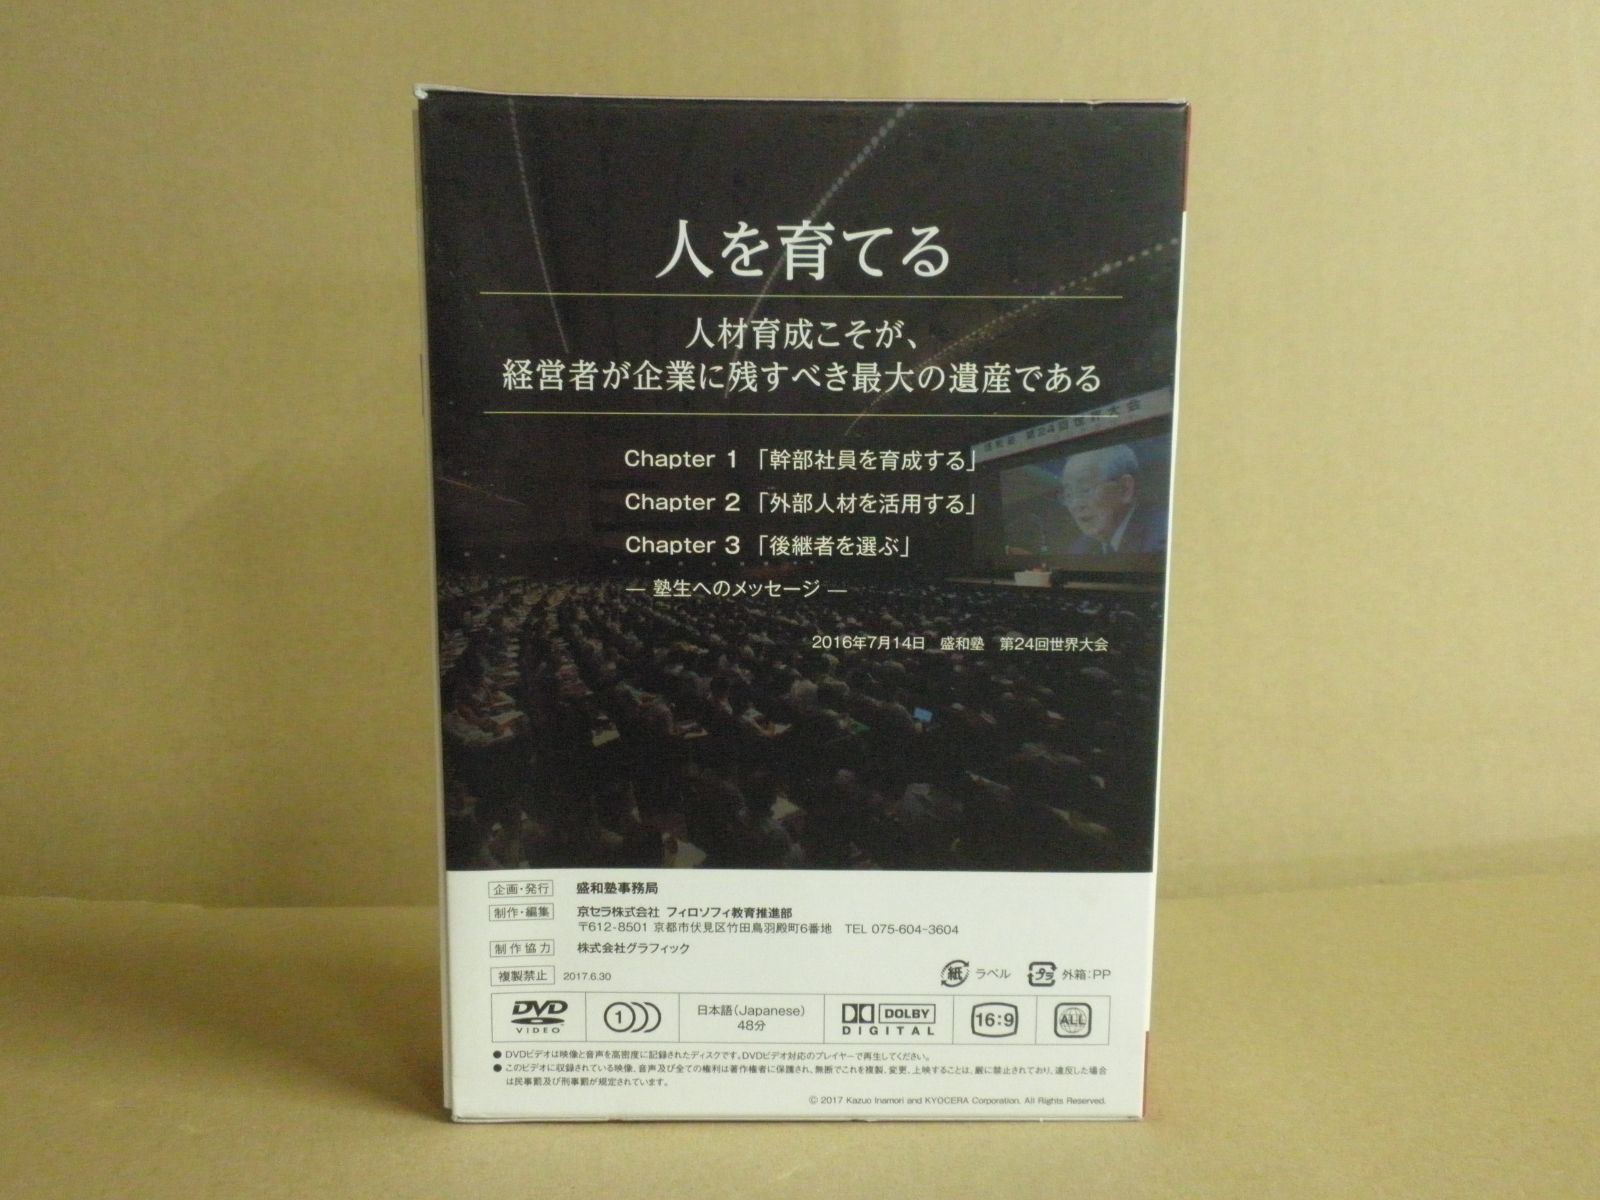 人を育てる
人材育成こそが、
経営者が企業に残すべき最大の遺産である
盛和塾 第24回世界大会
Chapter 1 「幹部社員を育成する」
Chapter 2 「外部人材を活用する」
Chapter 3 「後継者を選ぶ」
— 塾生へのメッセージ —
2016年7月14日 盛和塾 第24回世界大会
企画・発行 盛和塾事務局
制作・編集 京セラ株式会社 フィロソフィ教育推進部
〒612-8501 京都市伏見区竹田鳥羽殿町6番地 TEL 075-604-3604
制作協力 株式会社グラフィック
複製禁止 2017.6.30
紙 ラベル プラ 外箱:PP
DVD VIDEO
1
日本語(Japanese)
48分
DOLBY DIGITAL
16:9
ALL
● DVDビデオは映像と音声を高密度に記録されたディスクです。DVDビデオ対応のプレイヤーで再生してください。
● このビデオに収録されている映像、音声及び全ての権利は著作権者に保護され、無断でこれを複製、変更、上映することは、厳に禁止されており、違反した場合
は民事罰及び刑事罰が規定されています。
© 2017 Kazuo Inamori and KYOCERA Corporation. All Rights Reserved.